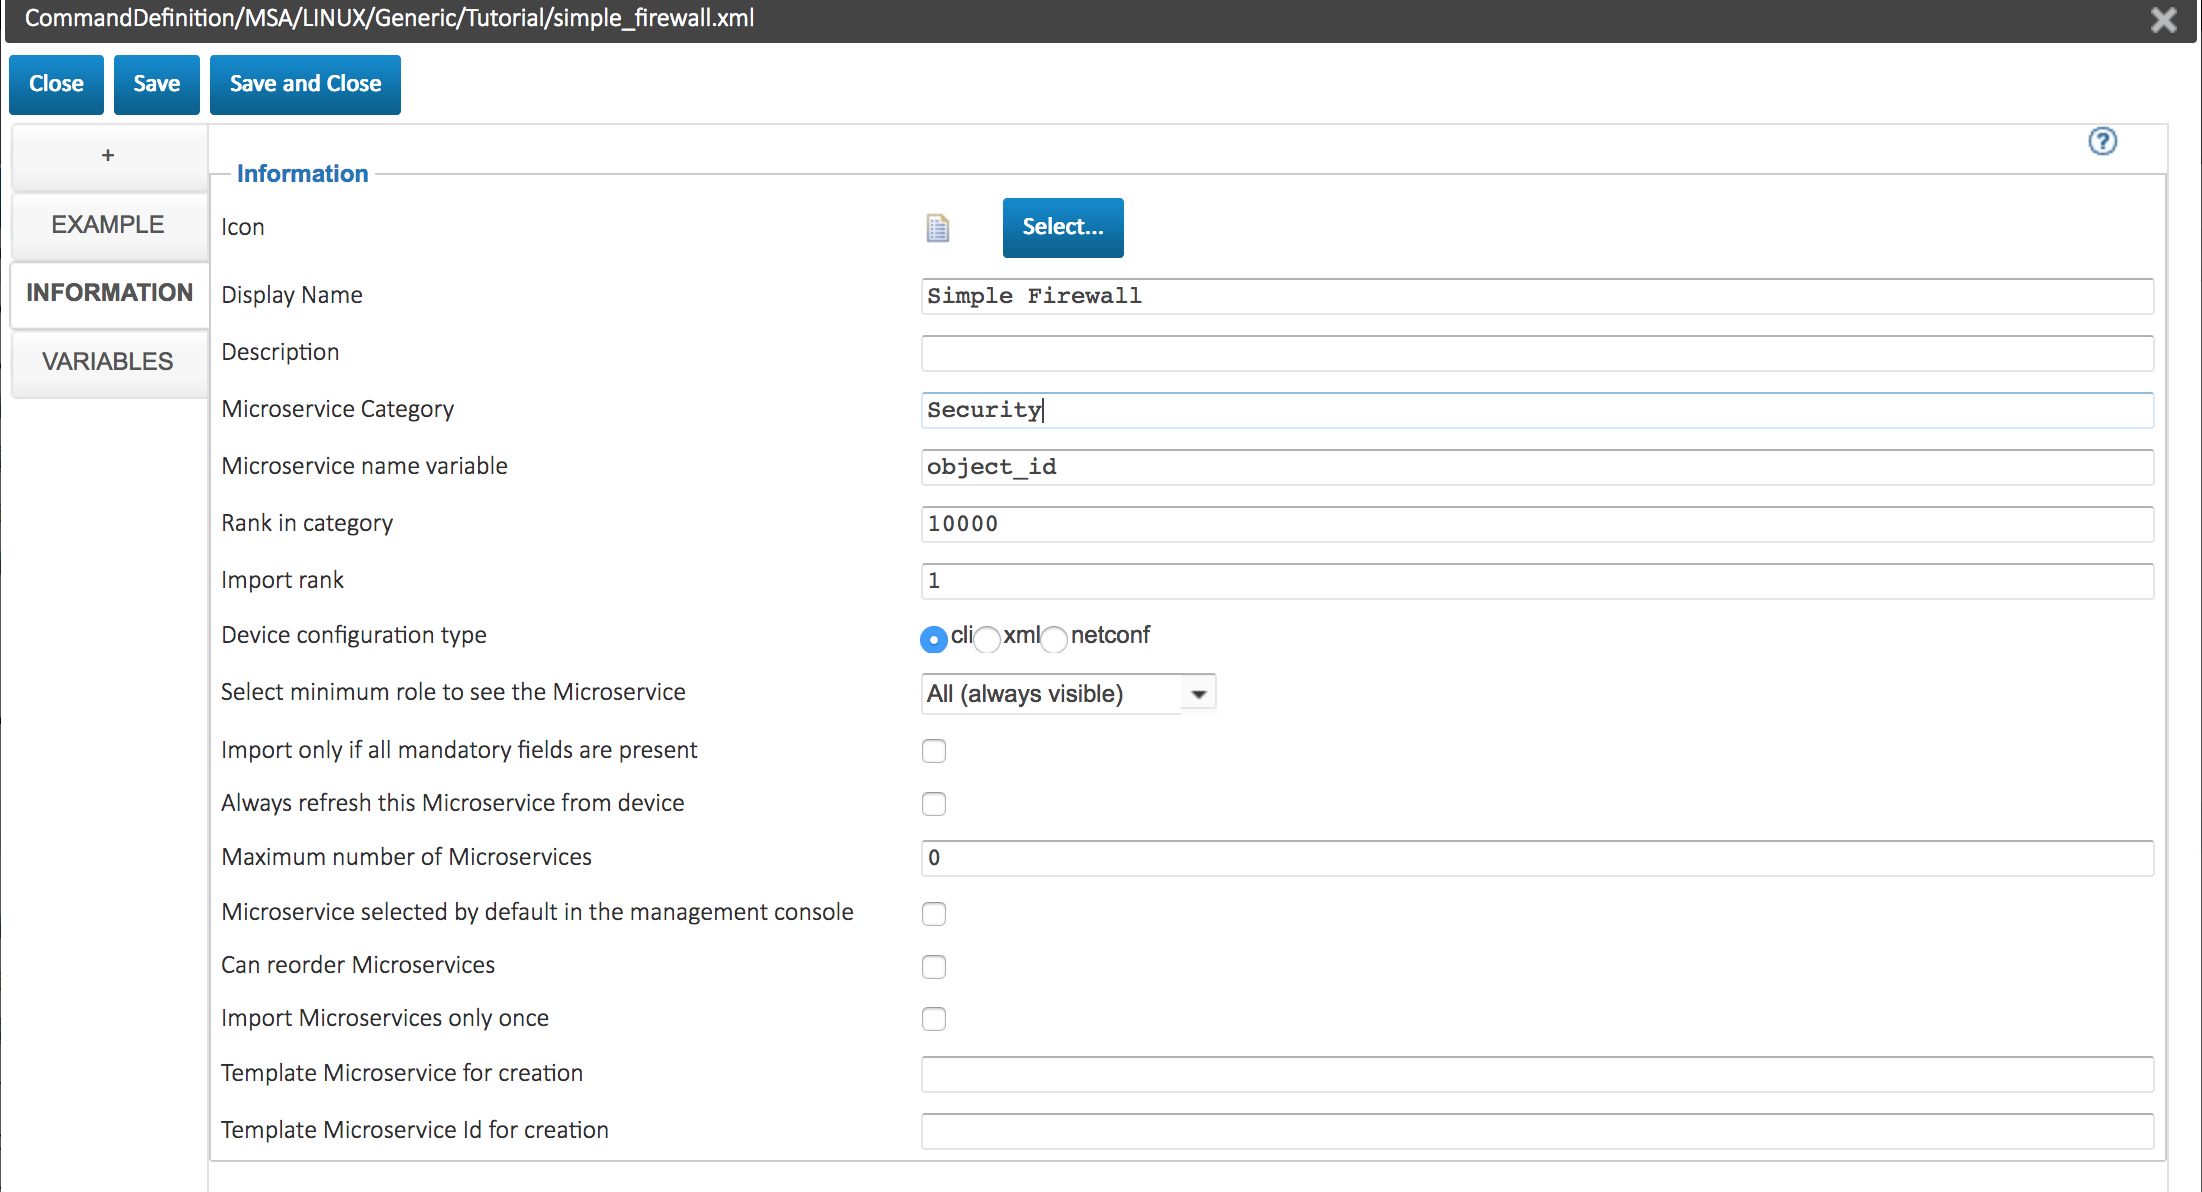 CommandDefinition/MSA/LINUX/Generic/Tutorial/simple_firewall.xml
Close Save Save and Close
+
EXAMPLE
INFORMATION
VARIABLES
Information
Icon Select...
Display Name Simple Firewall
Description
Microservice Category Security
Microservice name variable object_id
Rank in category 10000
Import rank 1
Device configuration type cli xml netconf
Select minimum role to see the Microservice All (always visible)
Import only if all mandatory fields are present
Always refresh this Microservice from device
Maximum number of Microservices 0
Microservice selected by default in the management console
Can reorder Microservices
Import Microservices only once
Template Microservice for creation
Template Microservice Id for creation